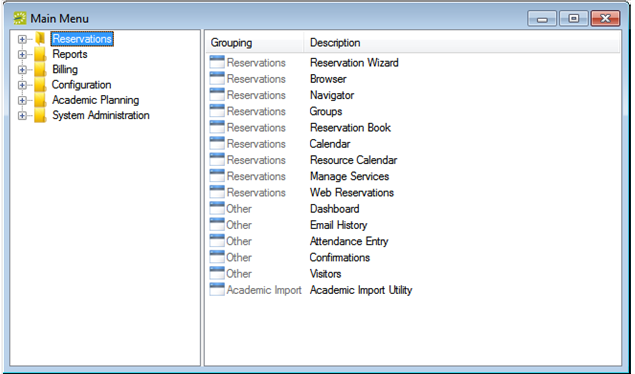 Main Menu
Reservations
Reports
Billing
Configuration
Academic Planning
System Administration
Grouping Description
Reservations Reservation Wizard
Reservations Browser
Reservations Navigator
Reservations Groups
Reservations Reservation Book
Reservations Calendar
Reservations Resource Calendar
Reservations Manage Services
Reservations Web Reservations
Other Dashboard
Other Email History
Other Attendance Entry
Other Confirmations
Other Visitors
Academic Import Academic Import Utility